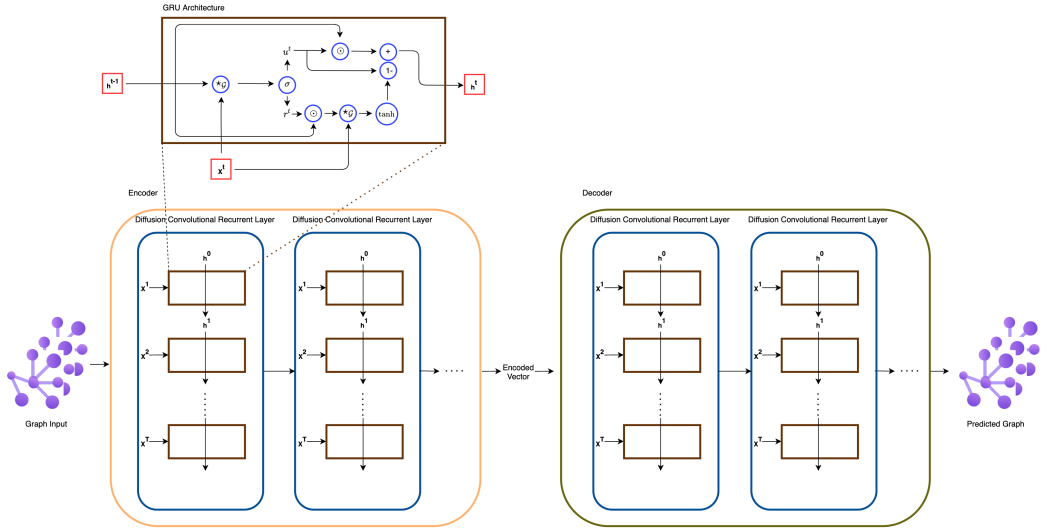 GRU Architecture
u^t
⊙
+
1-
h^{t-1}
⋆𝒢
σ
h^t
r^t
⊙
⋆𝒢
tanh
X^t
Encoder
Decoder
Diffusion Convolutional Recurrent Layer
Diffusion Convolutional Recurrent Layer
Diffusion Convolutional Recurrent Layer
Diffusion Convolutional Recurrent Layer
h^0
h^0
h^0
h^0
X^1
X^1
X^1
X^1
h^1
h^1
h^1
h^1
X^2
X^2
X^2
X^2
Encoded
Vector
Graph Input
Predicted Graph
X^T
X^T
X^T
X^T